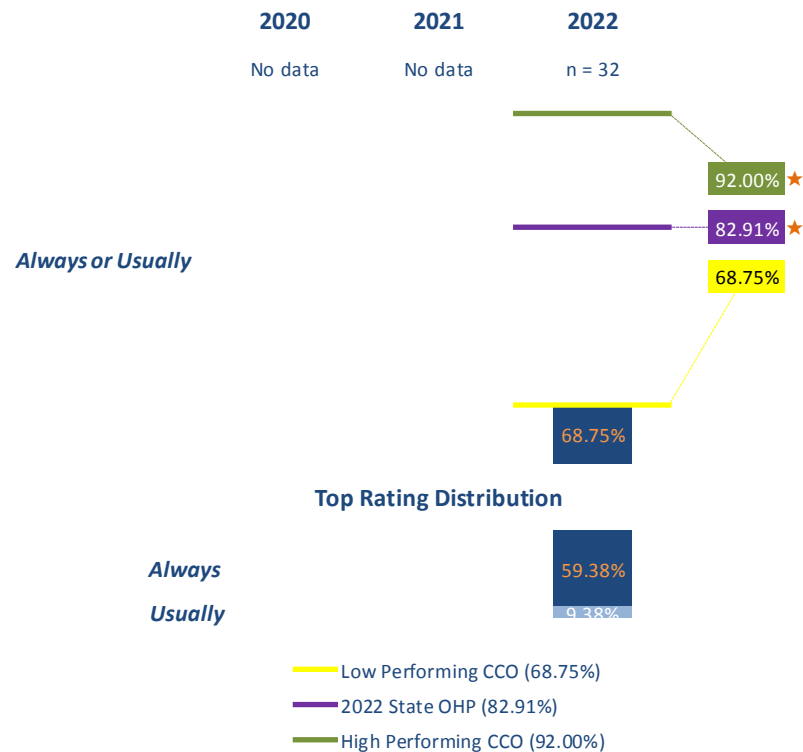 2020 2021 2022
No data No data n = 32
92.00%
82.91%
Always or Usually
68.75%
68.75%
Top Rating Distribution
Always 59.38%
Usually 9.38%
Low Performing CCO (68.75%)
2022 State OHP (82.91%)
High Performing CCO (92.00%)